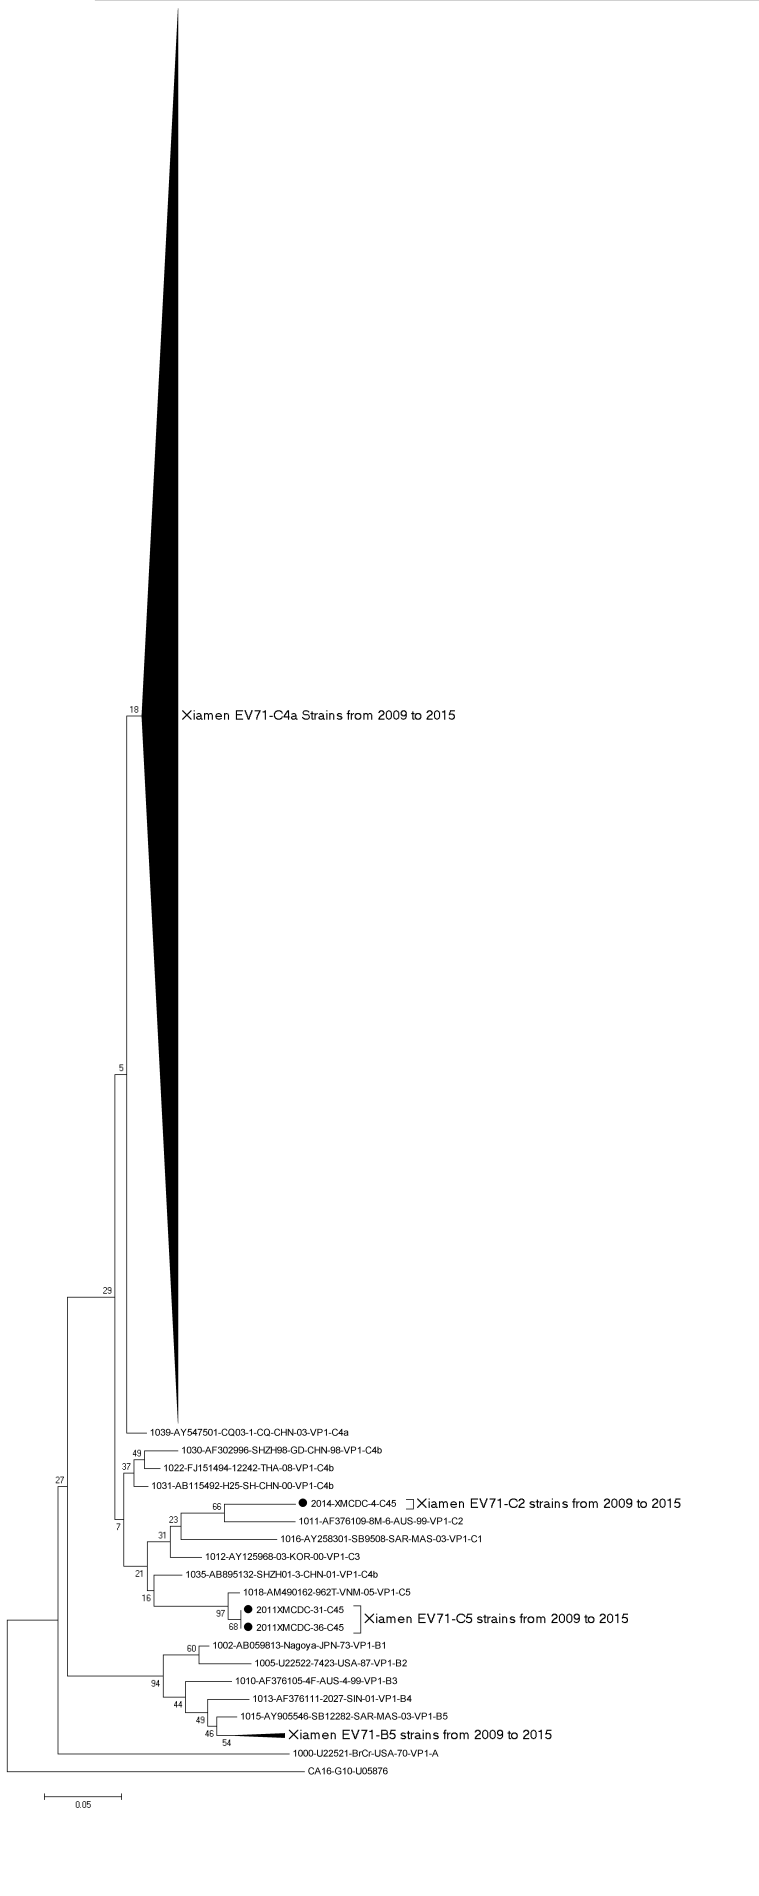 18
Xiamen EV71-C4a Strains from 2009 to 2015
5
29
1039-AY547501-CQ03-1-CQ-CHN-03-VP1-C4a
1030-AF302996-SHZH98-GD-CHN-98-VP1-C4b
49
37
1022-FJ151494-12242-THA-08-VP1-C4b
27
1031-AB115492-H25-SH-CHN-00-VP1-C4b
2014-XMCDC-4-C45
Xiamen EV71-C2 strains from 2009 to 2015
66
23
1011-AF376109-8M-6-AUS-99-VP1-C2
7
31
1016-AY258301-SB9508-SAR-MAS-03-VP1-C1
1012-AY125968-03-KOR-00-VP1-C3
21
1035-AB895132-SHZH01-3-CHN-01-VP1-C4b
16
1018-AM490162-962T-VNM-05-VP1-C5
97
2011XMCDC-31-C45
Xiamen EV71-C5 strains from 2009 to 2015
68
2011XMCDC-36-C45
60
1002-AB059813-Nagoya-JPN-73-VP1-B1
1005-U22522-7423-USA-87-VP1-B2
94
1010-AF376105-4F-AUS-4-99-VP1-B3
44
1013-AF376111-2027-SIN-01-VP1-B4
49
1015-AY905546-SB12282-SAR-MAS-03-VP1-B5
46
Xiamen EV71-B5 strains from 2009 to 2015
54
1000-U22521-BrCr-USA-70-VP1-A
CA16-G10-U05876
0.05